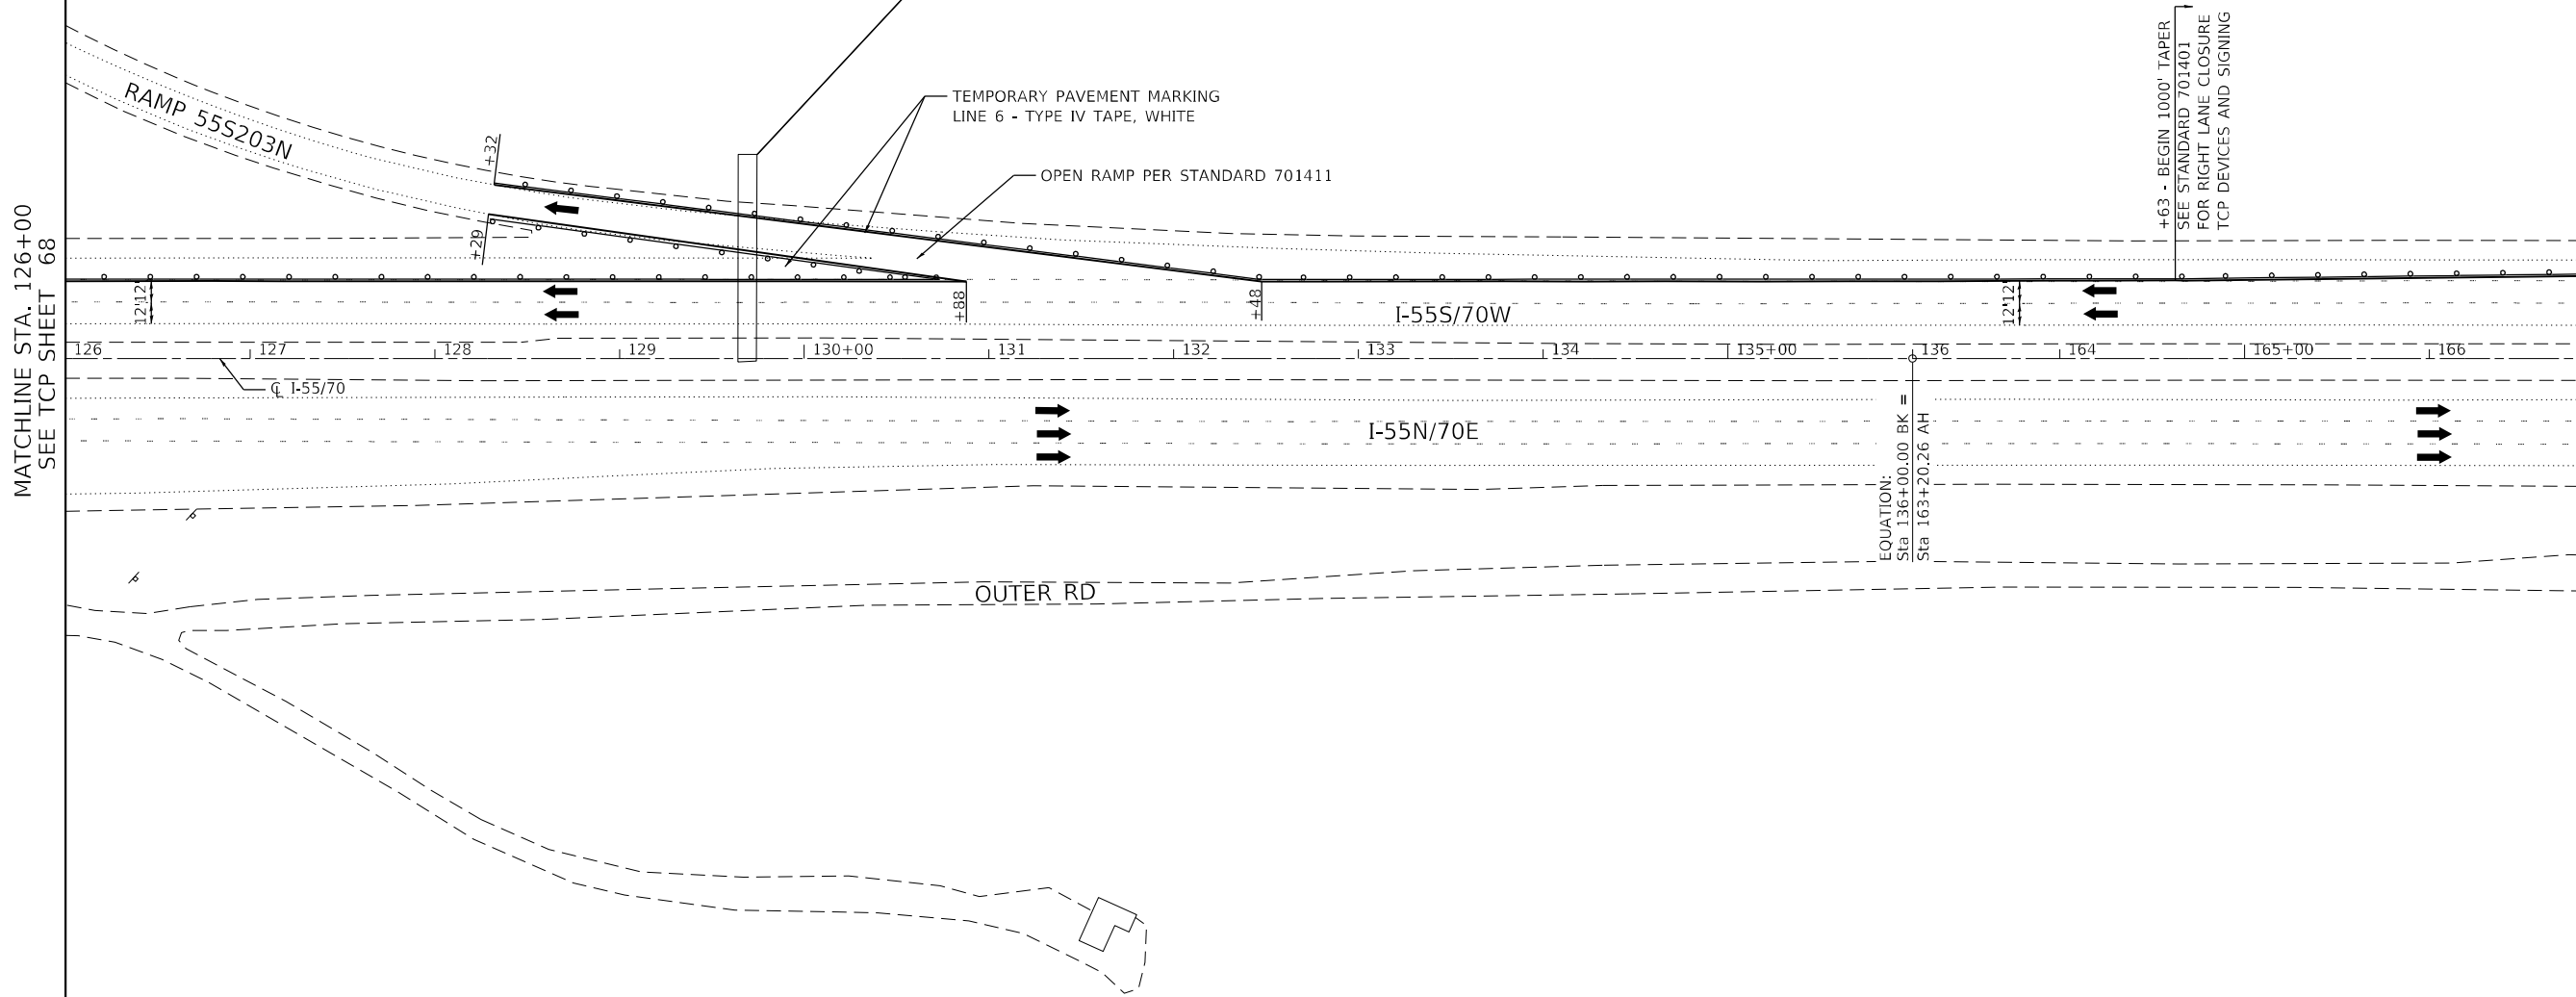 MATCHLINE STA. 126+00
SEE TCP SHEET 68
RAMP 55S203N
+32
+29
TEMPORARY PAVEMENT MARKING
LINE 6 - TYPE IV TAPE, WHITE
OPEN RAMP PER STANDARD 701411
+63 - BEGIN 1000' TAPER
SEE STANDARD 701401
FOR RIGHT LANE CLOSURE
TCP DEVICES AND SIGNING
12'
12'
+88
+48
I-55S/70W
12'
12'
126
127
128
129
130+00
131
132
133
134
135+00
136
164
165+00
166
℄ I-55/70
I-55N/70E
EQUATION:
Sta 136+00.00 BK =
Sta 163+20.26 AH
OUTER RD